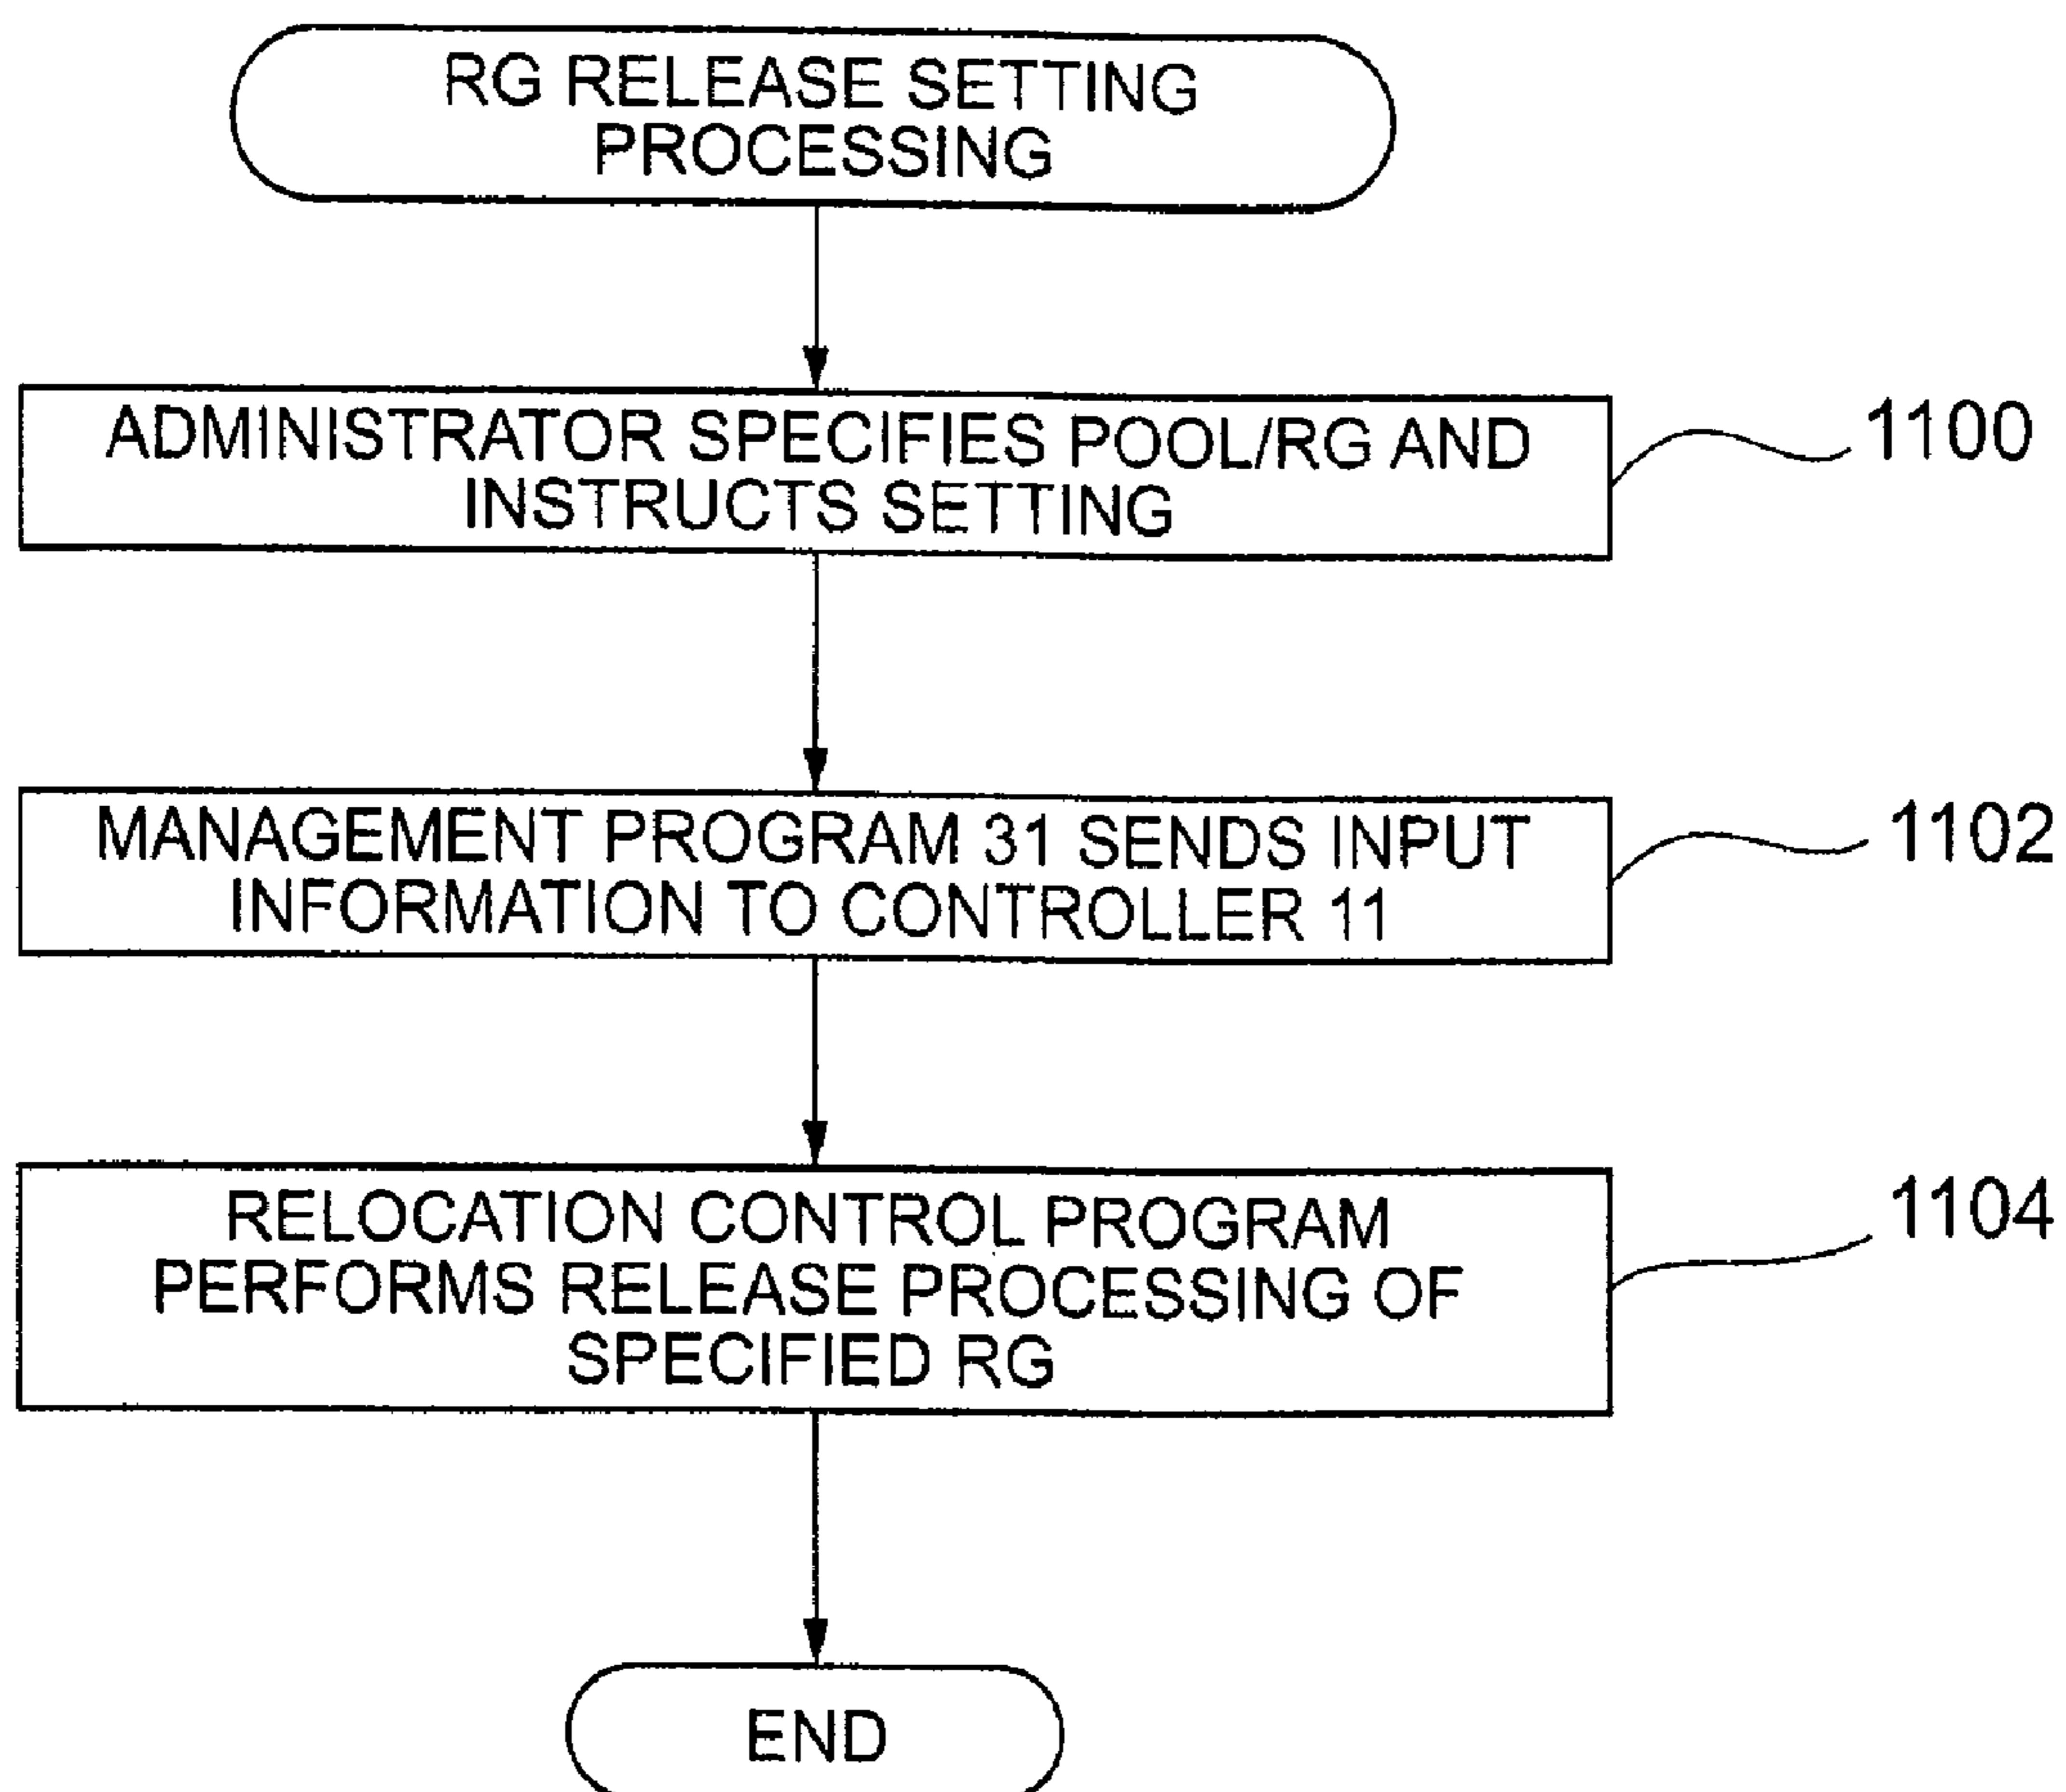 RG RELEASE SETTING
PROCESSING
ADMINISTRATOR SPECIFIES POOL/RG AND
INSTRUCTS SETTING
1100
MANAGEMENT PROGRAM 31 SENDS INPUT
INFORMATION TO CONTROLLER 11
1102
RELOCATION CONTROL PROGRAM
PERFORMS RELEASE PROCESSING OF
SPECIFIED RG
1104
END